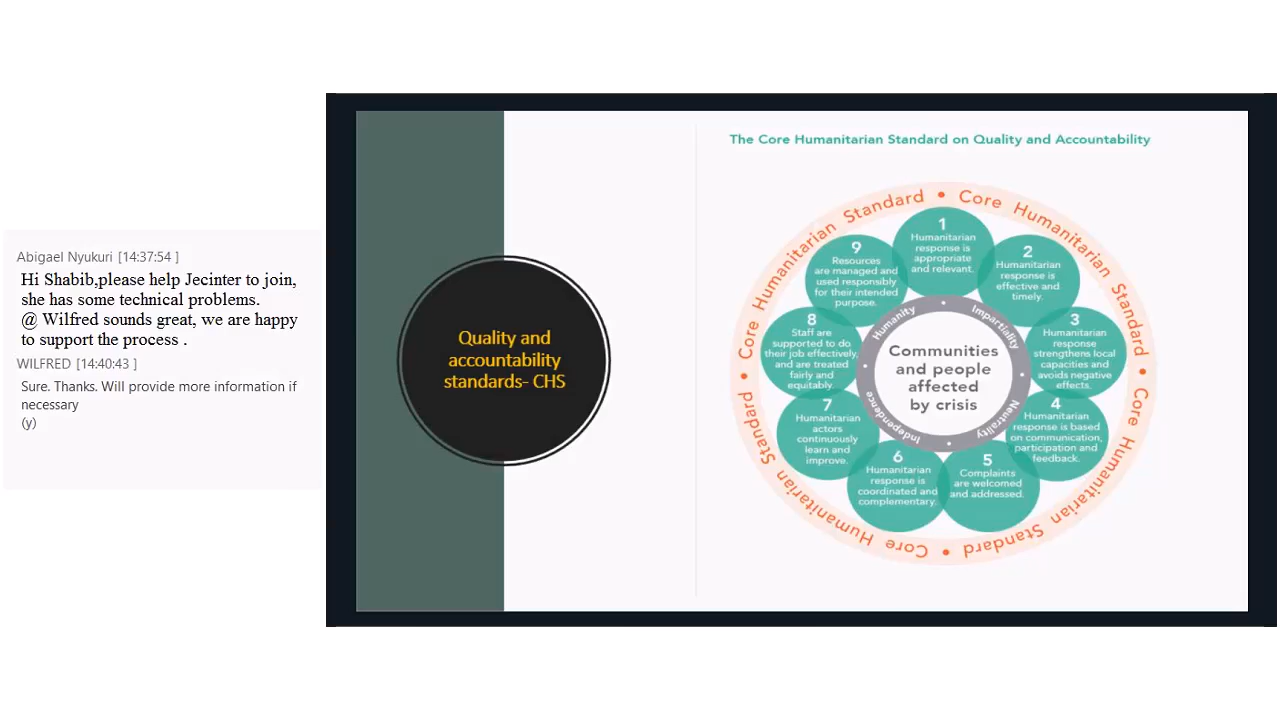 Abigael Nyukuri [14:37:54 ]
Hi Shabib,please help Jecinter to join,
she has some technical problems.
@ Wilfred sounds great, we are happy
to support the process .
WILFRED [14:40:43 ]
Sure. Thanks. Will provide more information if
necessary
(y)
Quality and
accountability
standards- CHS
The Core Humanitarian Standard on Quality and Accountability
Core Humanitarian Standard • Core Humanitarian Standard • Core Humanitarian Standard • Core Humanitarian Standard •
1
Humanitarian
response is
appropriate
and relevant.
2
Humanitarian
response is
effective and
timely.
3
Humanitarian
response
strengthens local
capacities and
avoids negative
effects.
4
Humanitarian
response is based
on communication,
participation and
feedback.
5
Complaints
are welcomed
and addressed.
6
Humanitarian
response is
coordinated and
complementary.
7
Humanitarian
actors
continuously
learn and
improve.
8
Staff are
supported to do
their job effectively,
and are treated
fairly and
equitably.
9
Resources
are managed and
used responsibly
for their intended
purpose.
Humanity • Impartiality • Neutrality • Independence •
Communities
and people
affected
by crisis